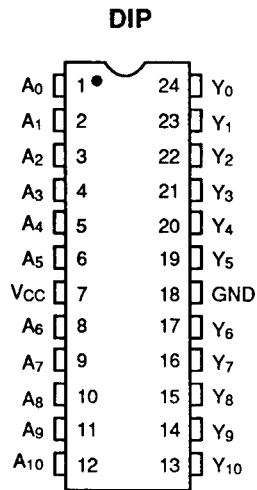 DIP
A0 1 24 Y0
A1 2 23 Y1
A2 3 22 Y2
A3 4 21 Y3
A4 5 20 Y4
A5 6 19 Y5
VCC 7 18 GND
A6 8 17 Y6
A7 9 16 Y7
A8 10 15 Y8
A9 11 14 Y9
A10 12 13 Y10